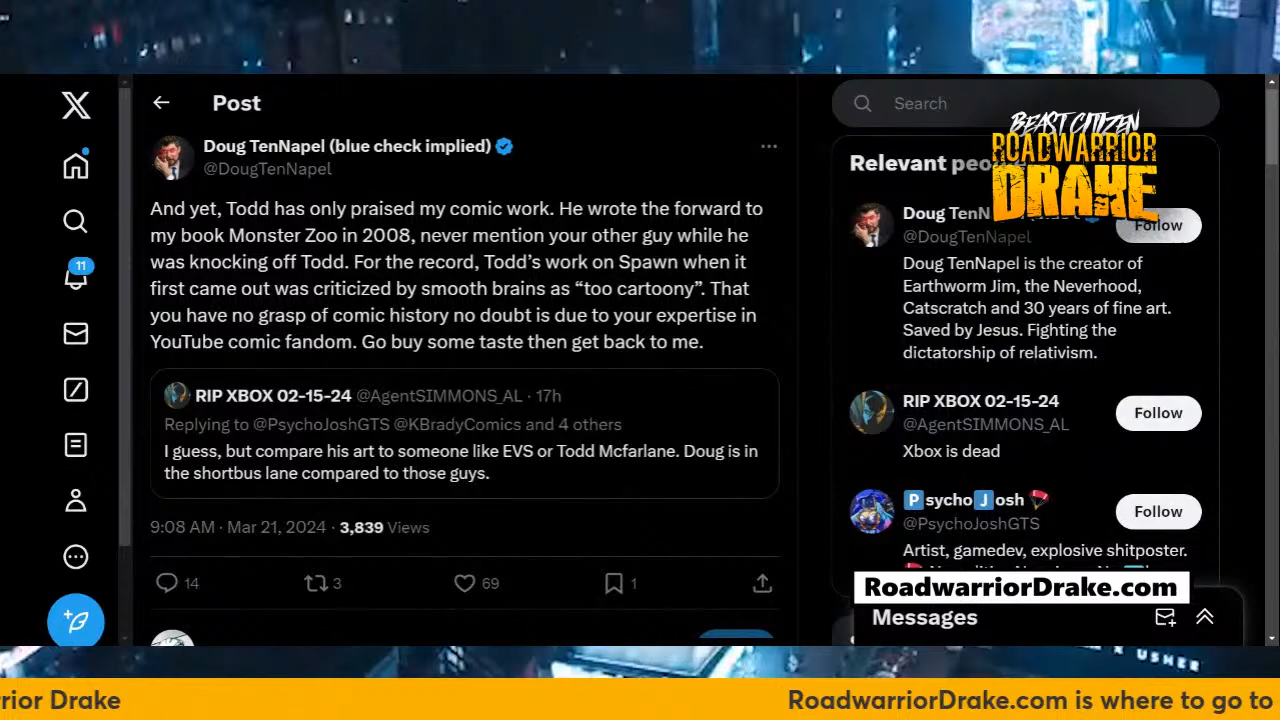 BEAST CITIZEN
ROADWARRIOR
DRAKE
Post
Doug TenNapel (blue check implied)
@DougTenNapel
And yet, Todd has only praised my comic work. He wrote the forward to
my book Monster Zoo in 2008, never mention your other guy while he
was knocking off Todd. For the record, Todd's work on Spawn when it
first came out was criticized by smooth brains as “too cartoony”. That
you have no grasp of comic history no doubt is due to your expertise in
YouTube comic fandom. Go buy some taste then get back to me.
RIP XBOX 02-15-24 @AgentSIMMONS_AL · 17h
Replying to @PsychoJoshGTS @KBradyComics and 4 others
I guess, but compare his art to someone like EVS or Todd Mcfarlane. Doug is in
the shortbus lane compared to those guys.
9:08 AM · Mar 21, 2024 · 3,839 Views
14 3 69 1
11
Search
Relevant people
Doug TenN
@DougTenNapel
Follow
Doug TenNapel is the creator of
Earthworm Jim, the Neverhood,
Catscratch and 30 years of fine art.
Saved by Jesus. Fighting the
dictatorship of relativism.
RIP XBOX 02-15-24
@AgentSIMMONS_AL
Follow
Xbox is dead
Psycho Josh
@PsychoJoshGTS
Follow
Artist, gamedev, explosive shitposter.
RoadwarriorDrake.com
Messages
USHER
rior Drake
RoadwarriorDrake.com is where to go to